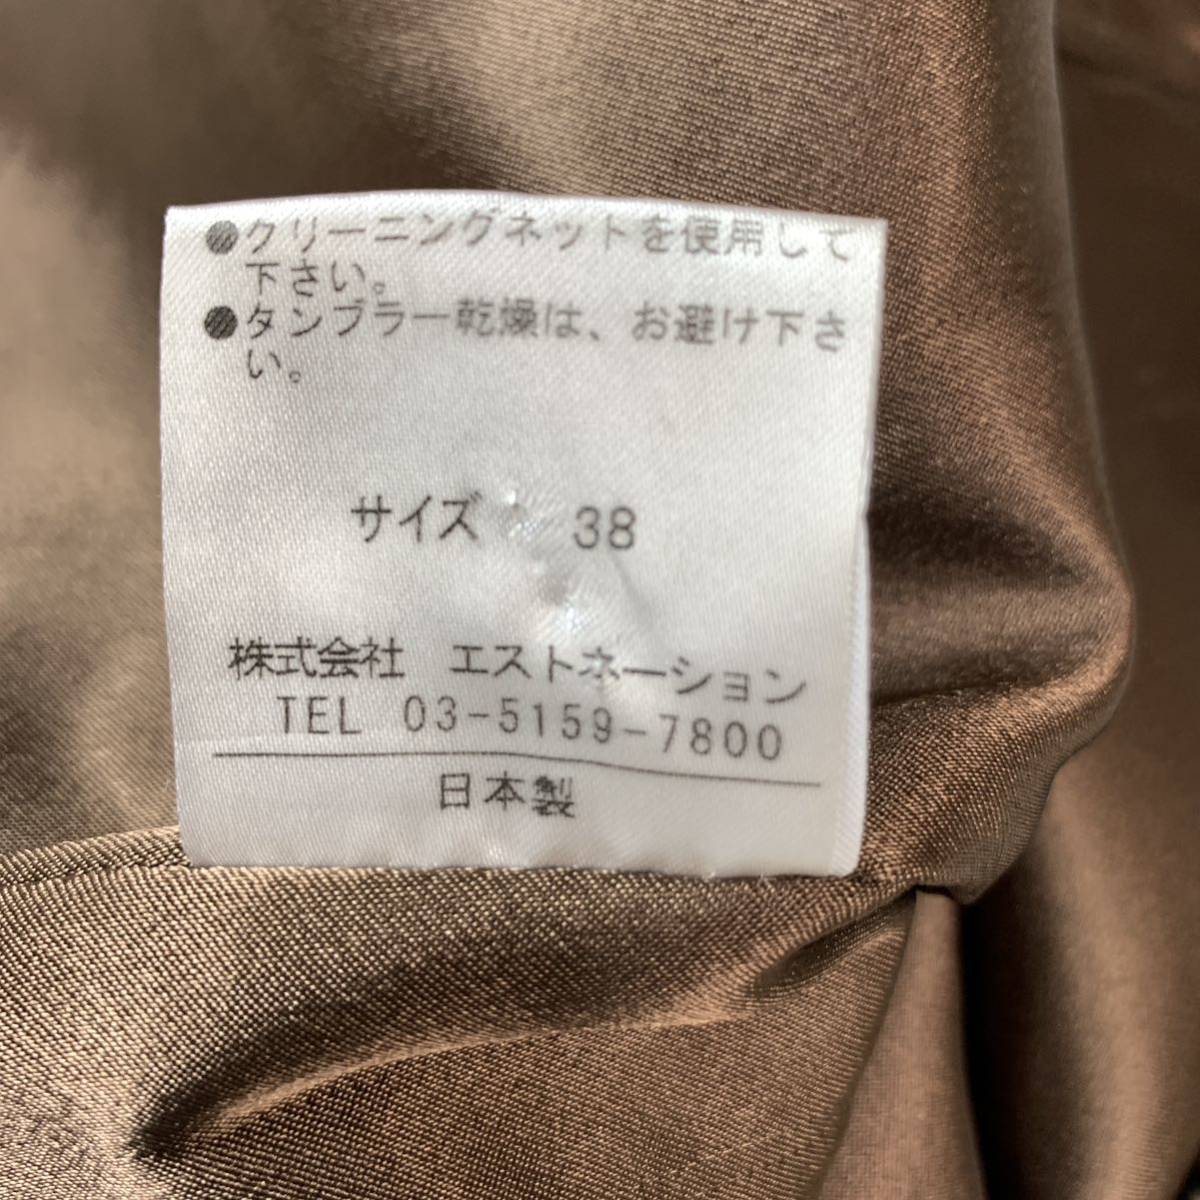 ●クリーニングネットを使用して
下さい。
●タンブラー乾燥は、お避け下さ
い。
サイズ 38
株式会社 エストネーション
TEL 03-5159-7800
日本製